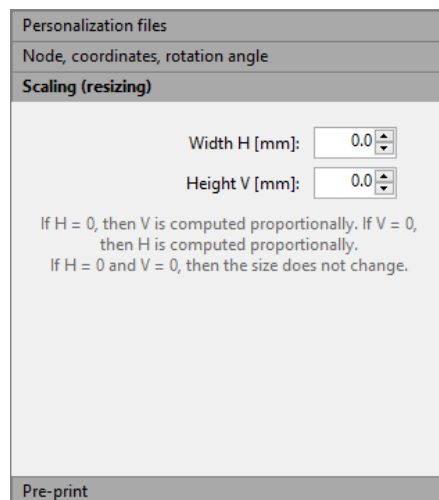 Personalization files
Node, coordinates, rotation angle
Scaling (resizing)
Width H [mm]: 0.0
Height V [mm]: 0.0
If H = 0, then V is computed proportionally. If V = 0,
then H is computed proportionally.
If H = 0 and V = 0, then the size does not change.
Pre-print